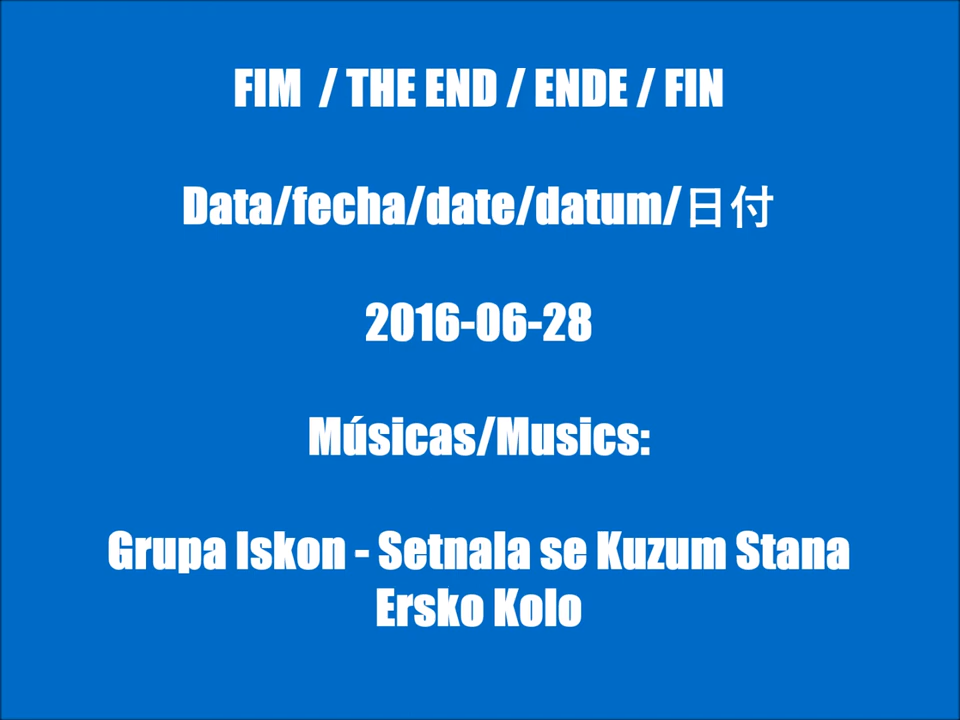 FIM / THE END / ENDE / FIN
Data/fecha/date/datum/日付
2016-06-28
Músicas/Musics:
Grupa Iskon - Setnala se Kuzum Stana
Ersko Kolo